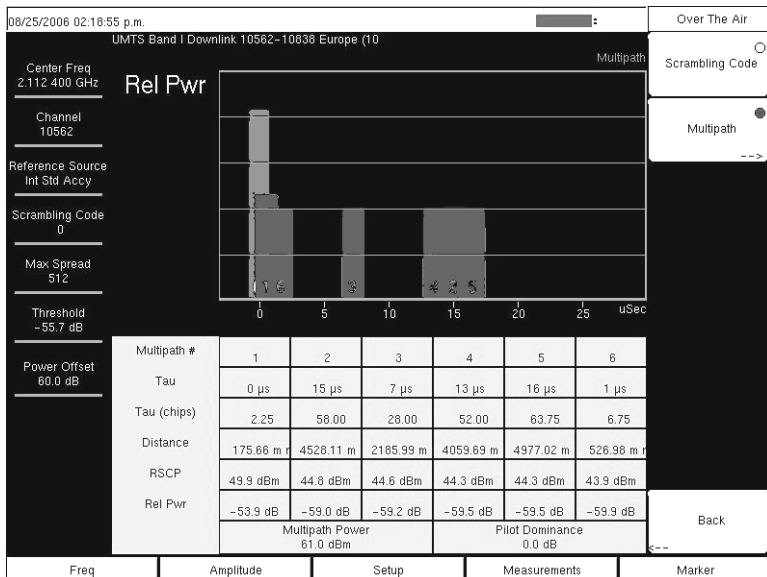 08/25/2006 02:18:55 p.m.
Over The Air
UMTS Band I Downlink 10562-10838 Europe (10
Multipath
Center Freq
2.112 400 GHz
Channel
10562
Reference Source
Int Std Accy
Scrambling Code
0
Max Spread
512
Threshold
-55.7 dB
Power Offset
60.0 dB
Rel Pwr
1 6 3 4 2 5
0 5 10 15 20 25 uSec
Multipath # 1 2 3 4 5 6
Tau 0 µs 15 µs 7 µs 13 µs 16 µs 1 µs
Tau (chips) 2.25 58.00 28.00 52.00 63.75 6.75
Distance 175.66 m 4528.11 m 2185.99 m 4059.69 m 4977.02 m 526.98 m
RSCP 49.9 dBm 44.8 dBm 44.6 dBm 44.3 dBm 44.3 dBm 43.9 dBm
Rel Pwr -53.9 dB -59.0 dB -59.2 dB -59.5 dB -59.5 dB -59.9 dB
Multipath Power
61.0 dBm
Pilot Dominance
0.0 dB
Scrambling Code
Multipath
-->
Back
<--
Freq Amplitude Setup Measurements Marker